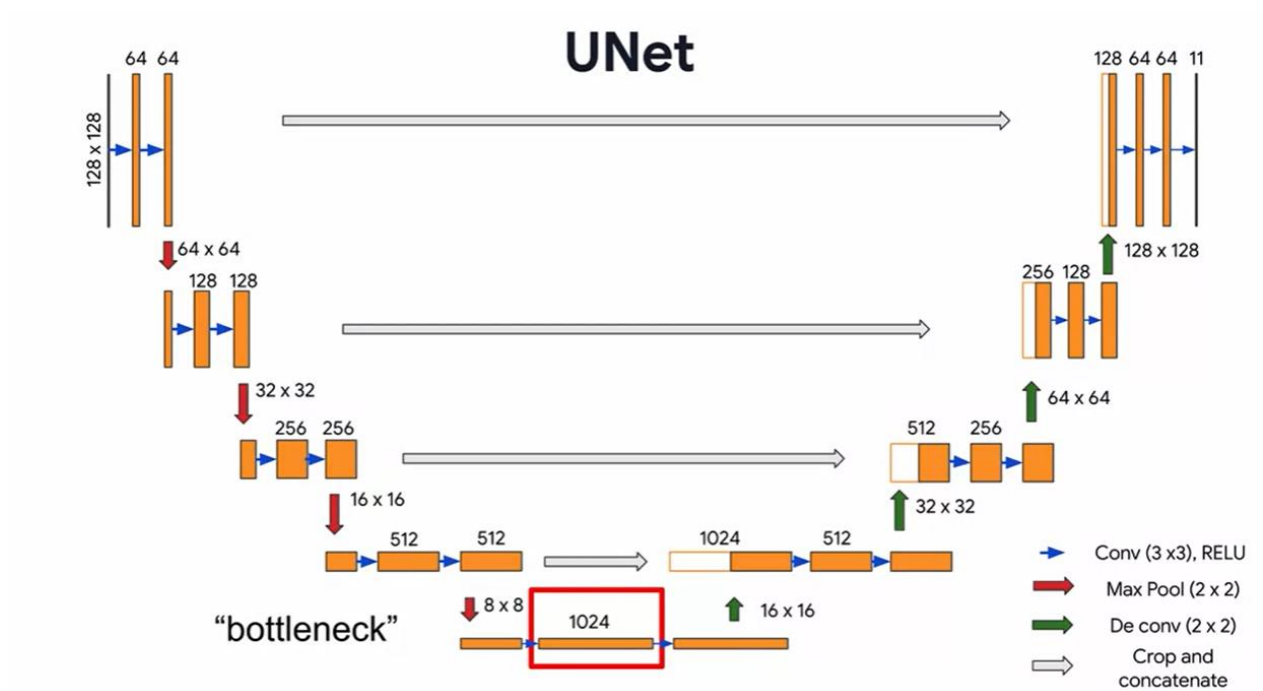 UNet
64 64
128 x 128
128 64 64 11
64 x 64
128 x 128
128 128
256 128
32 x 32
64 x 64
256 256
512 256
16 x 16
32 x 32
512 512
1024 512
Conv (3 x3), RELU
Max Pool (2 x 2)
8 x 8
16 x 16
"bottleneck"
1024
De conv (2 x 2)
Crop and
concatenate